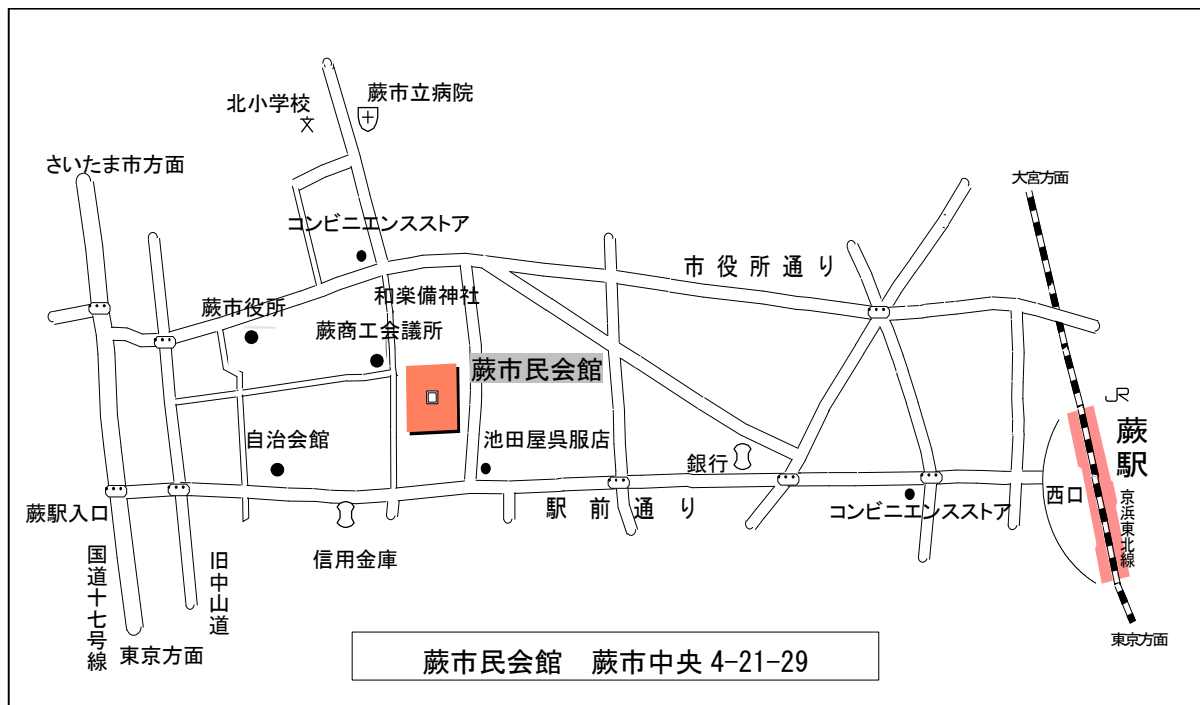 蕨市立病院
北小学校
さいたま市方面
大宮方面
コンビニエンスストア
市役所通り
和楽備神社
蕨市役所
蕨商工会議所
蕨市民会館
JR
蕨駅
自治会館
池田屋呉服店
銀行
西口
京浜東北線
蕨駅入口
駅前通り
コンビニエンスストア
信用金庫
国道十七号線
旧中山道
東京方面
東京方面
蕨市民会館 蕨市中央 4-21-29